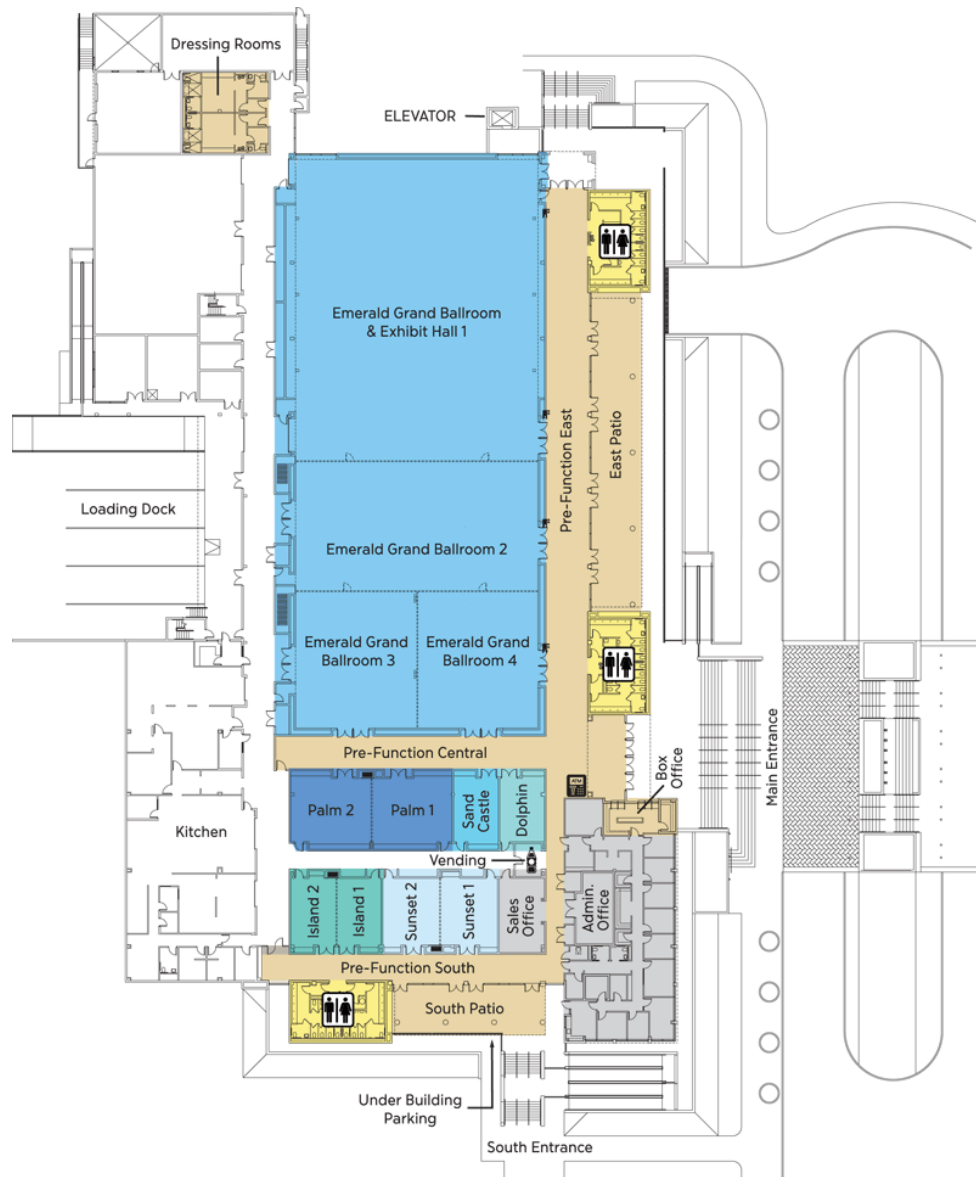 Dressing Rooms
ELEVATOR
Emerald Grand Ballroom
& Exhibit Hall 1
Pre-Function East
East Patio
Loading Dock
Emerald Grand Ballroom 2
Emerald Grand
Ballroom 3
Emerald Grand
Ballroom 4
Pre-Function Central
Main Entrance
Box
Office
ATM
Palm 2
Palm 1
Sand
Castle
Dolphin
Kitchen
Vending
Island 2
Island 1
Sunset 2
Sunset 1
Sales
Office
Admin.
Office
Pre-Function South
South Patio
Under Building
Parking
South Entrance